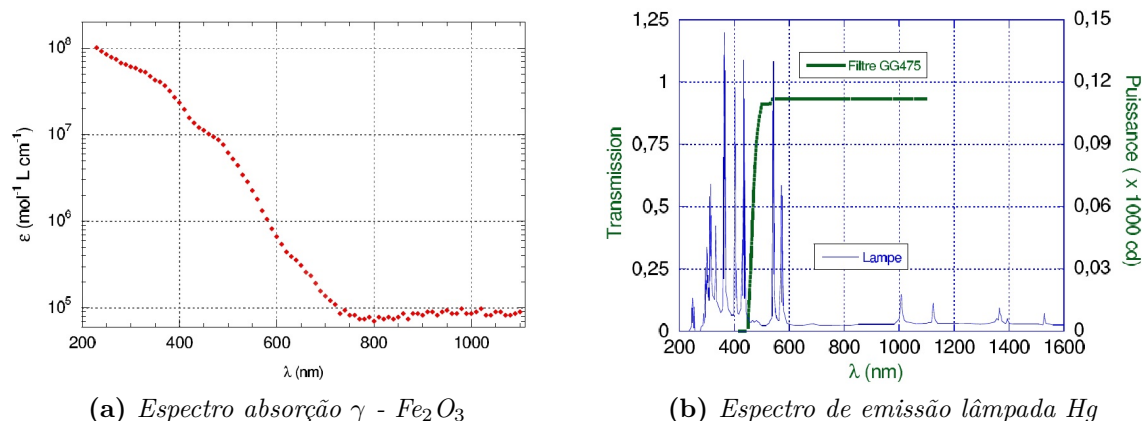 10⁸
10⁷
10⁶
10⁵
ε (mol⁻¹ L cm⁻¹)
200 400 600 800 1000
λ (nm)
(a) Espectro absorção γ - Fe₂O₃
1,25
1
0,75
0,5
0,25
0
Transmission
Filtre GG475
Lampe
0,15
0,12
0,09
0,06
0,03
0
Puissance ( x 1000 cd)
200 400 600 800 1000 1200 1400 1600
λ (nm)
(b) Espectro de emissão lâmpada Hg